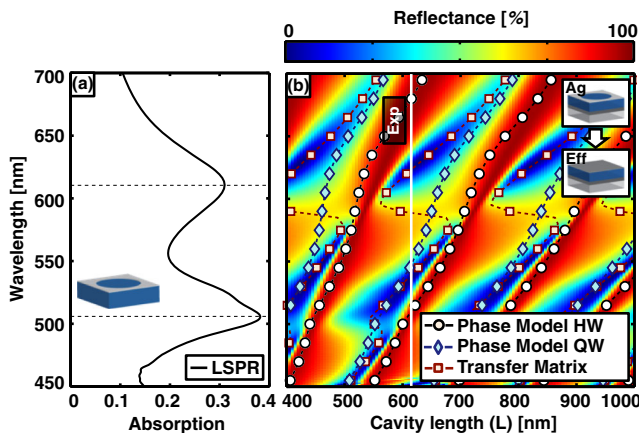 Reflectance [%]
0 100
(a)
700
650
600
550
500
450
Wavelength [nm]
LSPR
0 0.1 0.2 0.3 0.4
Absorption
(b)
Exp
Ag
Eff
Phase Model HW
Phase Model QW
Transfer Matrix
400 500 600 700 800 900 1000
Cavity length (L) [nm]